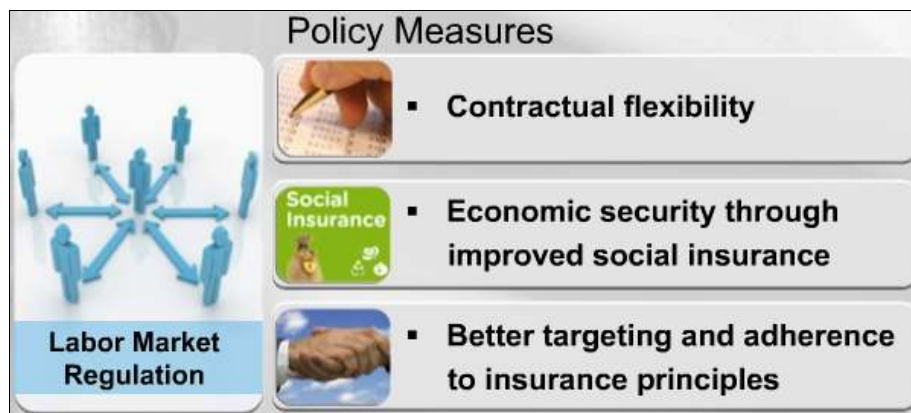 Policy Measures
▪ Contractual flexibility
Social
Insurance
▪ Economic security through
improved social insurance
▪ Better targeting and adherence
to insurance principles
Labor Market
Regulation